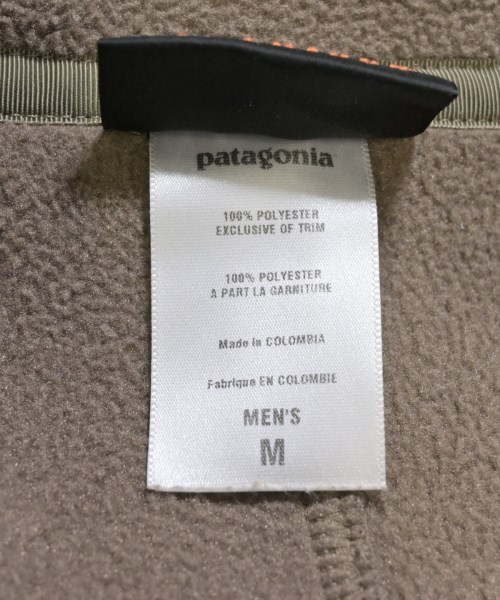 patagonia
100% POLYESTER
EXCLUSIVE OF TRIM
100% POLYESTER
A PART LA GARNITURE
Made in COLOMBIA
Fabrique EN COLOMBIE
MEN'S
M